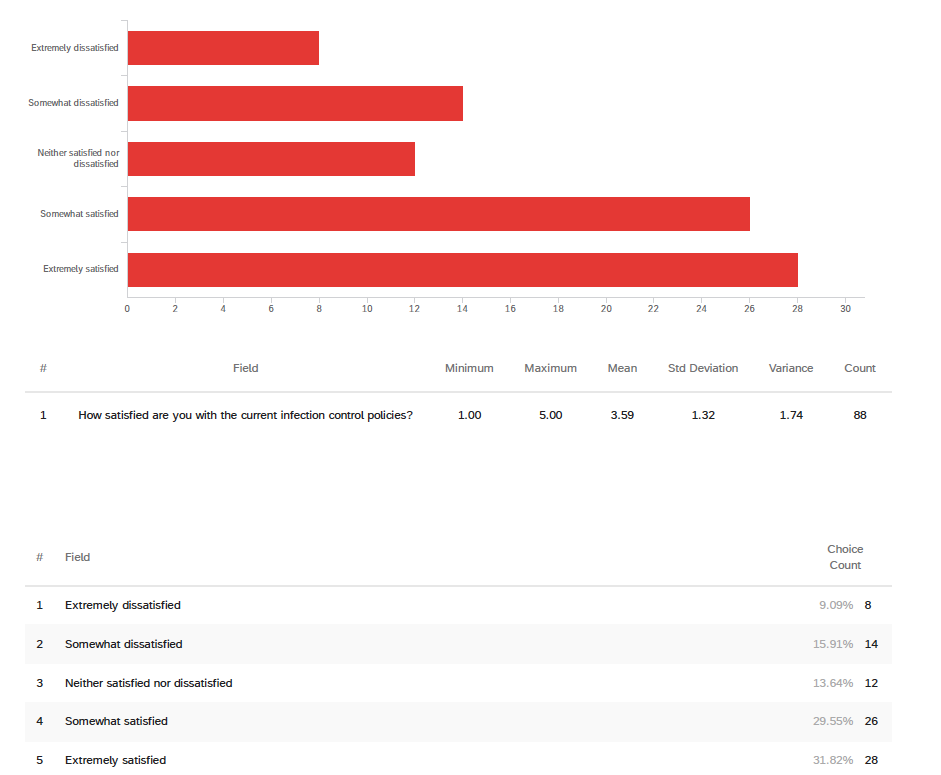 Extremely dissatisfied
Somewhat dissatisfied
Neither satisfied nor
dissatisfied
Somewhat satisfied
Extremely satisfied
0 2 4 6 8 10 12 14 16 18 20 22 24 26 28 30
# Field Minimum Maximum Mean Std Deviation Variance Count
1 How satisfied are you with the current infection control policies? 1.00 5.00 3.59 1.32 1.74 88
# Field Choice
Count
1 Extremely dissatisfied 9.09% 8
2 Somewhat dissatisfied 15.91% 14
3 Neither satisfied nor dissatisfied 13.64% 12
4 Somewhat satisfied 29.55% 26
5 Extremely satisfied 31.82% 28